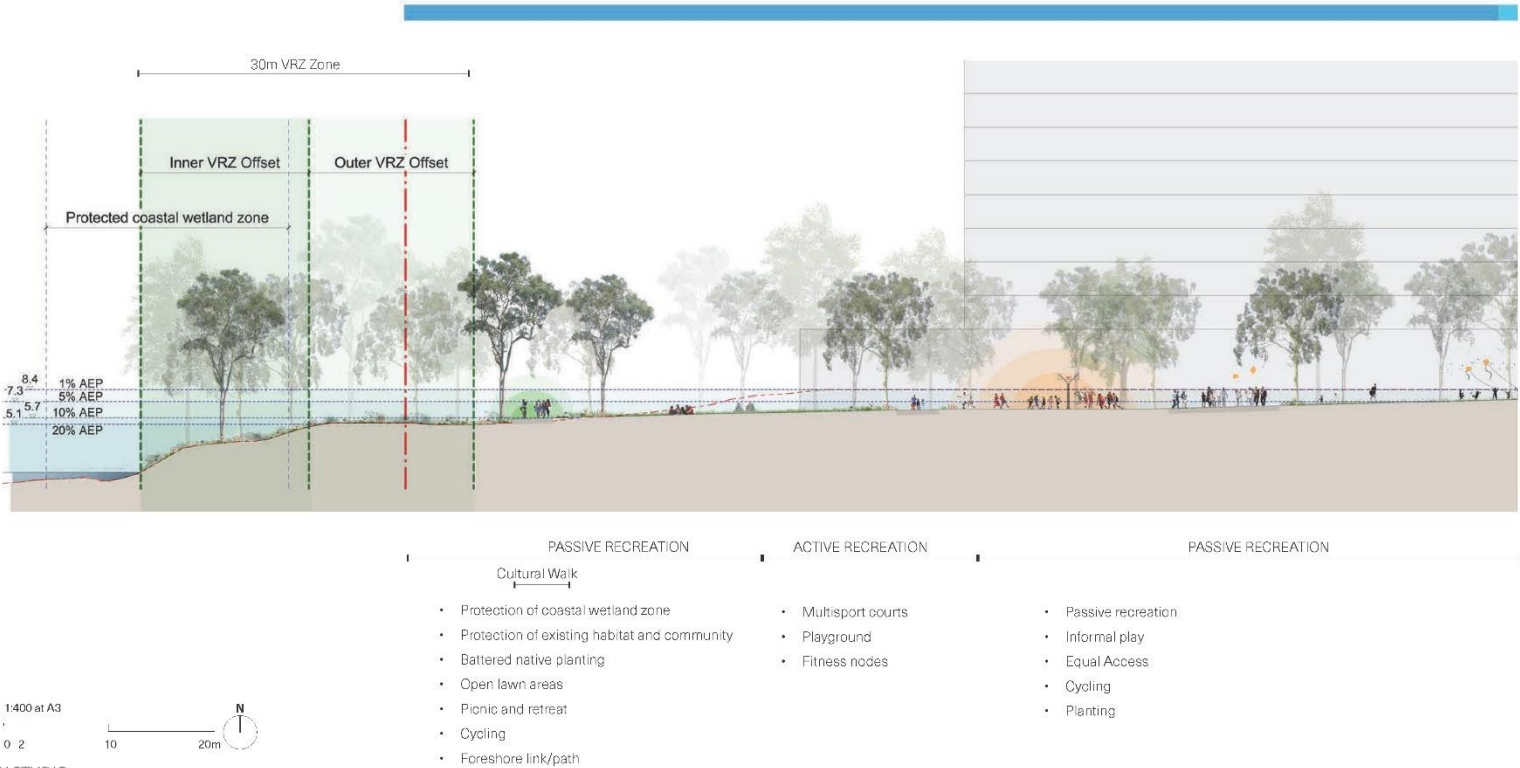 30m VRZ Zone
Inner VRZ Offset
Outer VRZ Offset
Protected coastal wetland zone
8.4
7.3
5.7
5.1
1% AEP
5% AEP
10% AEP
20% AEP
PASSIVE RECREATION
ACTIVE RECREATION
PASSIVE RECREATION
Cultural Walk
• Protection of coastal wetland zone
• Protection of existing habitat and community
• Battered native planting
• Open lawn areas
• Picnic and retreat
• Cycling
• Foreshore link/path
• Multisport courts
• Playground
• Fitness nodes
• Passive recreation
• Informal play
• Equal Access
• Cycling
• Planting
1:400 at A3
0 2 10 20m
N